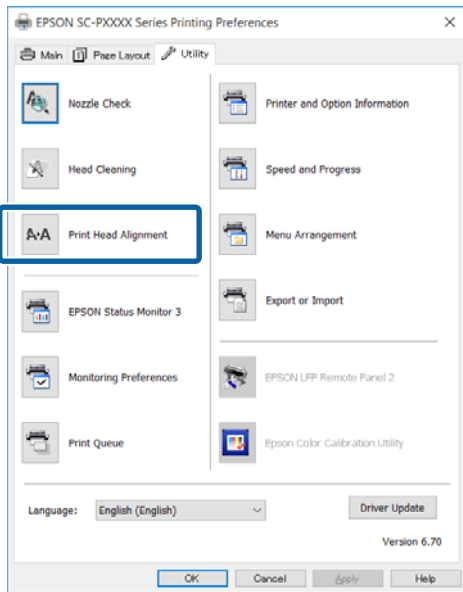 EPSON SC-PXXXX Series Printing Preferences
Main Page Layout Utility
Nozzle Check
Printer and Option Information
Head Cleaning
Speed and Progress
A·A Print Head Alignment
Menu Arrangement
EPSON Status Monitor 3
Export or Import
Monitoring Preferences
EPSON LFP Remote Panel 2
Print Queue
Epson Color Calibration Utility
Language: English (English)
Driver Update
Version 6.70
OK Cancel Apply Help